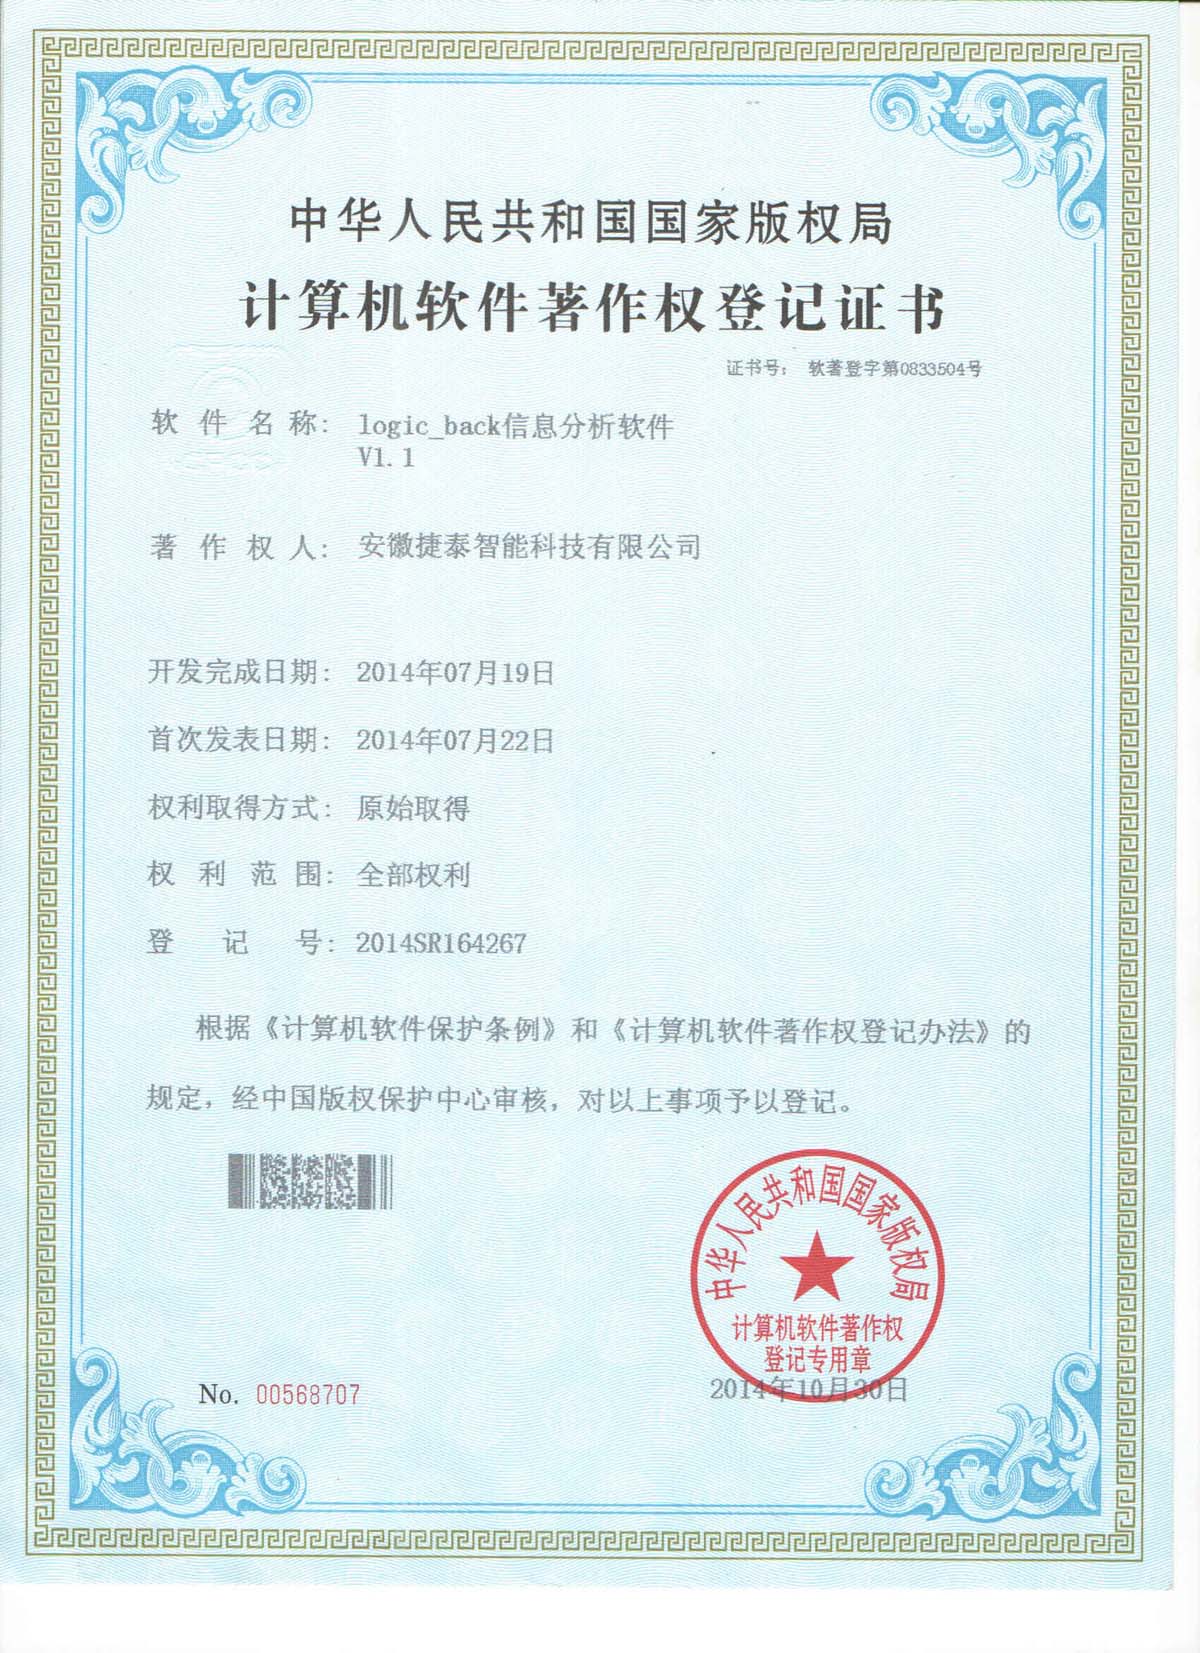 中华人民共和国国家版权局
计算机软件著作权登记证书
证书号： 软著登字第0833504号
软件名称： logic_back信息分析软件
V1.1
著作权人： 安徽捷泰智能科技有限公司
开发完成日期： 2014年07月19日
首次发表日期： 2014年07月22日
权利取得方式： 原始取得
权利范围： 全部权利
登记号： 2014SR164267
根据《计算机软件保护条例》和《计算机软件著作权登记办法》的
规定，经中国版权保护中心审核，对以上事项予以登记。
中华人民共和国国家版权局
计算机软件著作权
登记专用章
No. 00568707
2014年10月30日